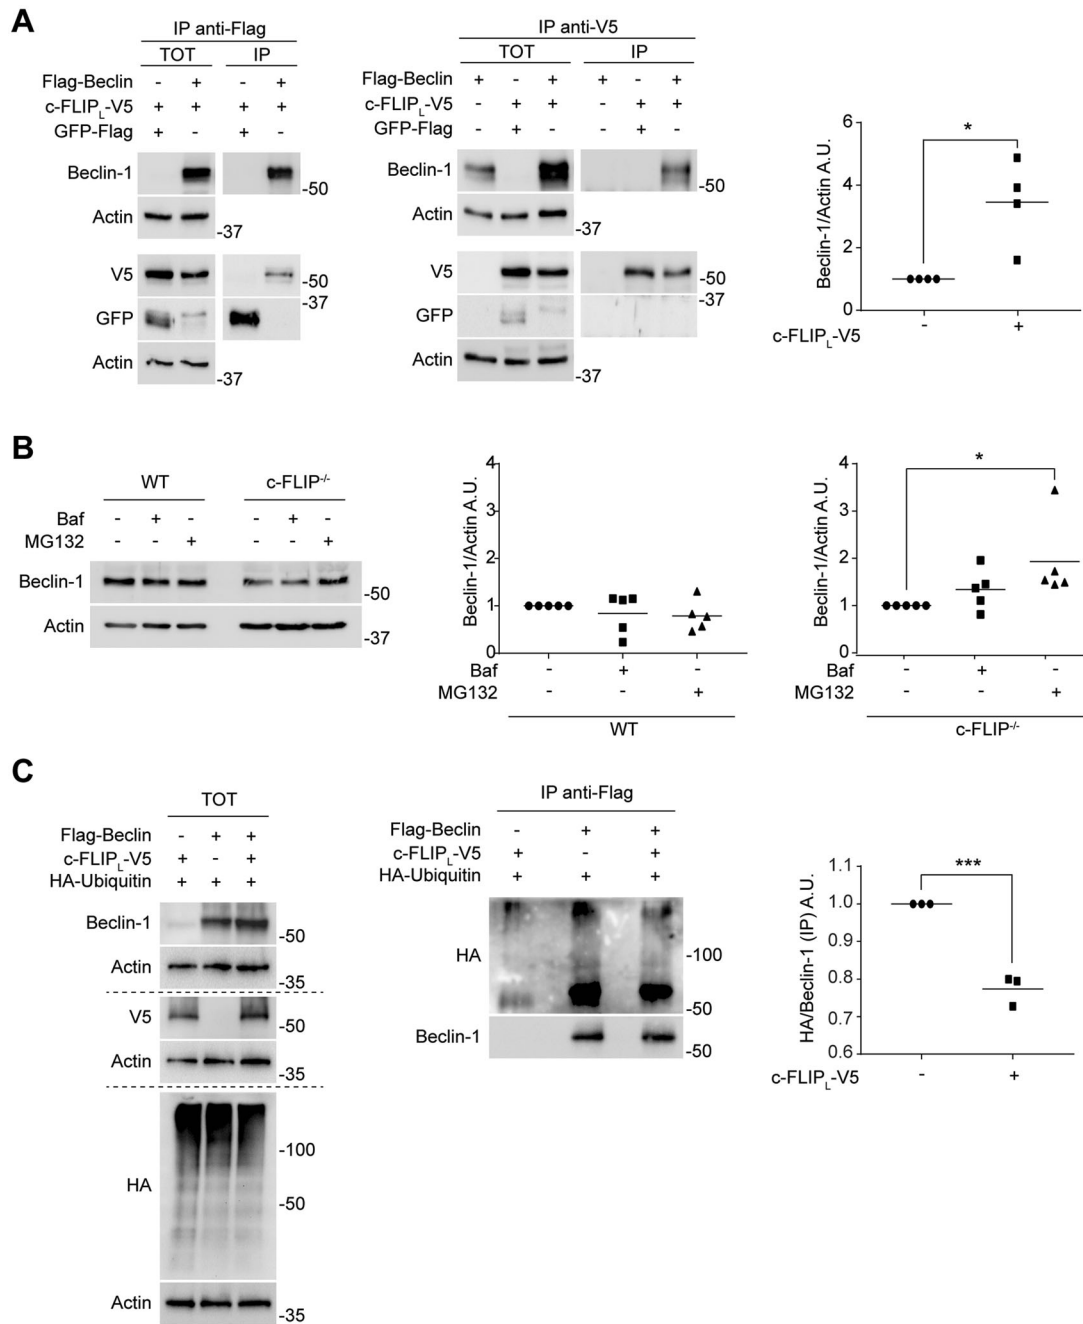 A
IP anti-Flag
TOT IP
Flag-Beclin - + - +
c-FLIP_L-V5 + + + +
GFP-Flag + - + -
Beclin-1 -50
Actin -37
V5 -50
GFP -37
Actin -37
IP anti-V5
TOT IP
Flag-Beclin + - + + - +
c-FLIP_L-V5 - + + - + +
GFP-Flag - + - - + -
Beclin-1 -50
Actin -37
V5 -50
GFP -37
Actin -37
Beclin-1/Actin A.U.
6
4
2
0
*
c-FLIP_L-V5 - +
B
WT c-FLIP-/-
Baf - + - - + -
MG132 - - + - - +
Beclin-1 -50
Actin -37
Beclin-1/Actin A.U.
4
3
2
1
0
Baf - + -
MG132 - - +
WT
Beclin-1/Actin A.U.
4
3
2
1
0
*
Baf - + -
MG132 - - +
c-FLIP-/-
C
TOT
Flag-Beclin - + +
c-FLIP_L-V5 + - +
HA-Ubiquitin + + +
Beclin-1 -50
Actin -35
V5 -50
Actin -35
HA -100
-50
Actin -35
IP anti-Flag
Flag-Beclin - + +
c-FLIP_L-V5 + - +
HA-Ubiquitin + + +
HA -100
-50
Beclin-1 -50
HA/Beclin-1 (IP) A.U.
1.1
1.0
0.9
0.8
0.7
0.6
***
c-FLIP_L-V5 - +